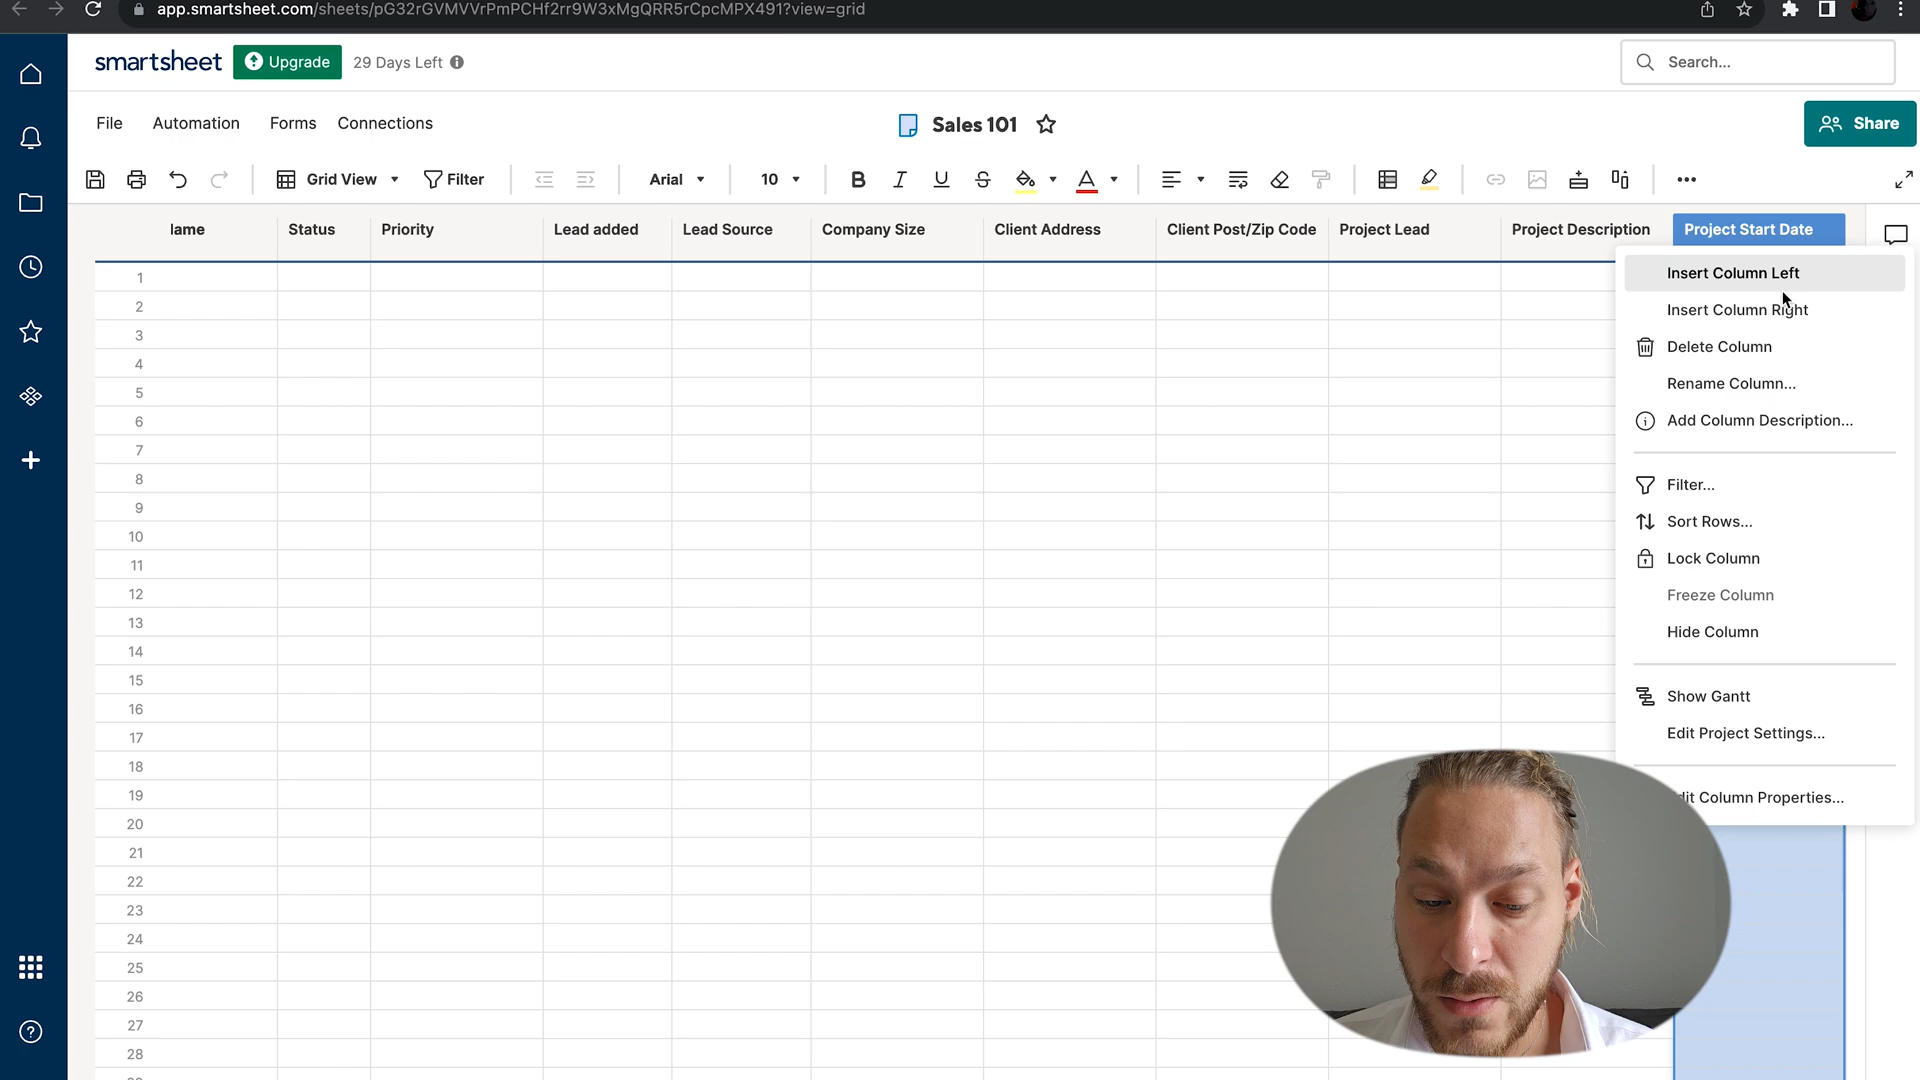 app.smartsheet.com/sheets/pG32rGVMVVrPmPCHf2rr9W3xMgQRR5rCpcMPX491?view=grid
smartsheet Upgrade 29 Days Left Search...
File Automation Forms Connections Sales 101 Share
Grid View Filter Arial 10 B I U S A
lame Status Priority Lead added Lead Source Company Size Client Address Client Post/Zip Code Project Lead Project Description Project Start Date
1
2
3
4
5
6
7
8
9
10
11
12
13
14
15
16
17
18
19
20
21
22
23
24
25
26
27
28
Insert Column Left
Insert Column Right
Delete Column
Rename Column...
Add Column Description...
Filter...
Sort Rows...
Lock Column
Freeze Column
Hide Column
Show Gantt
Edit Project Settings...
dit Column Properties...